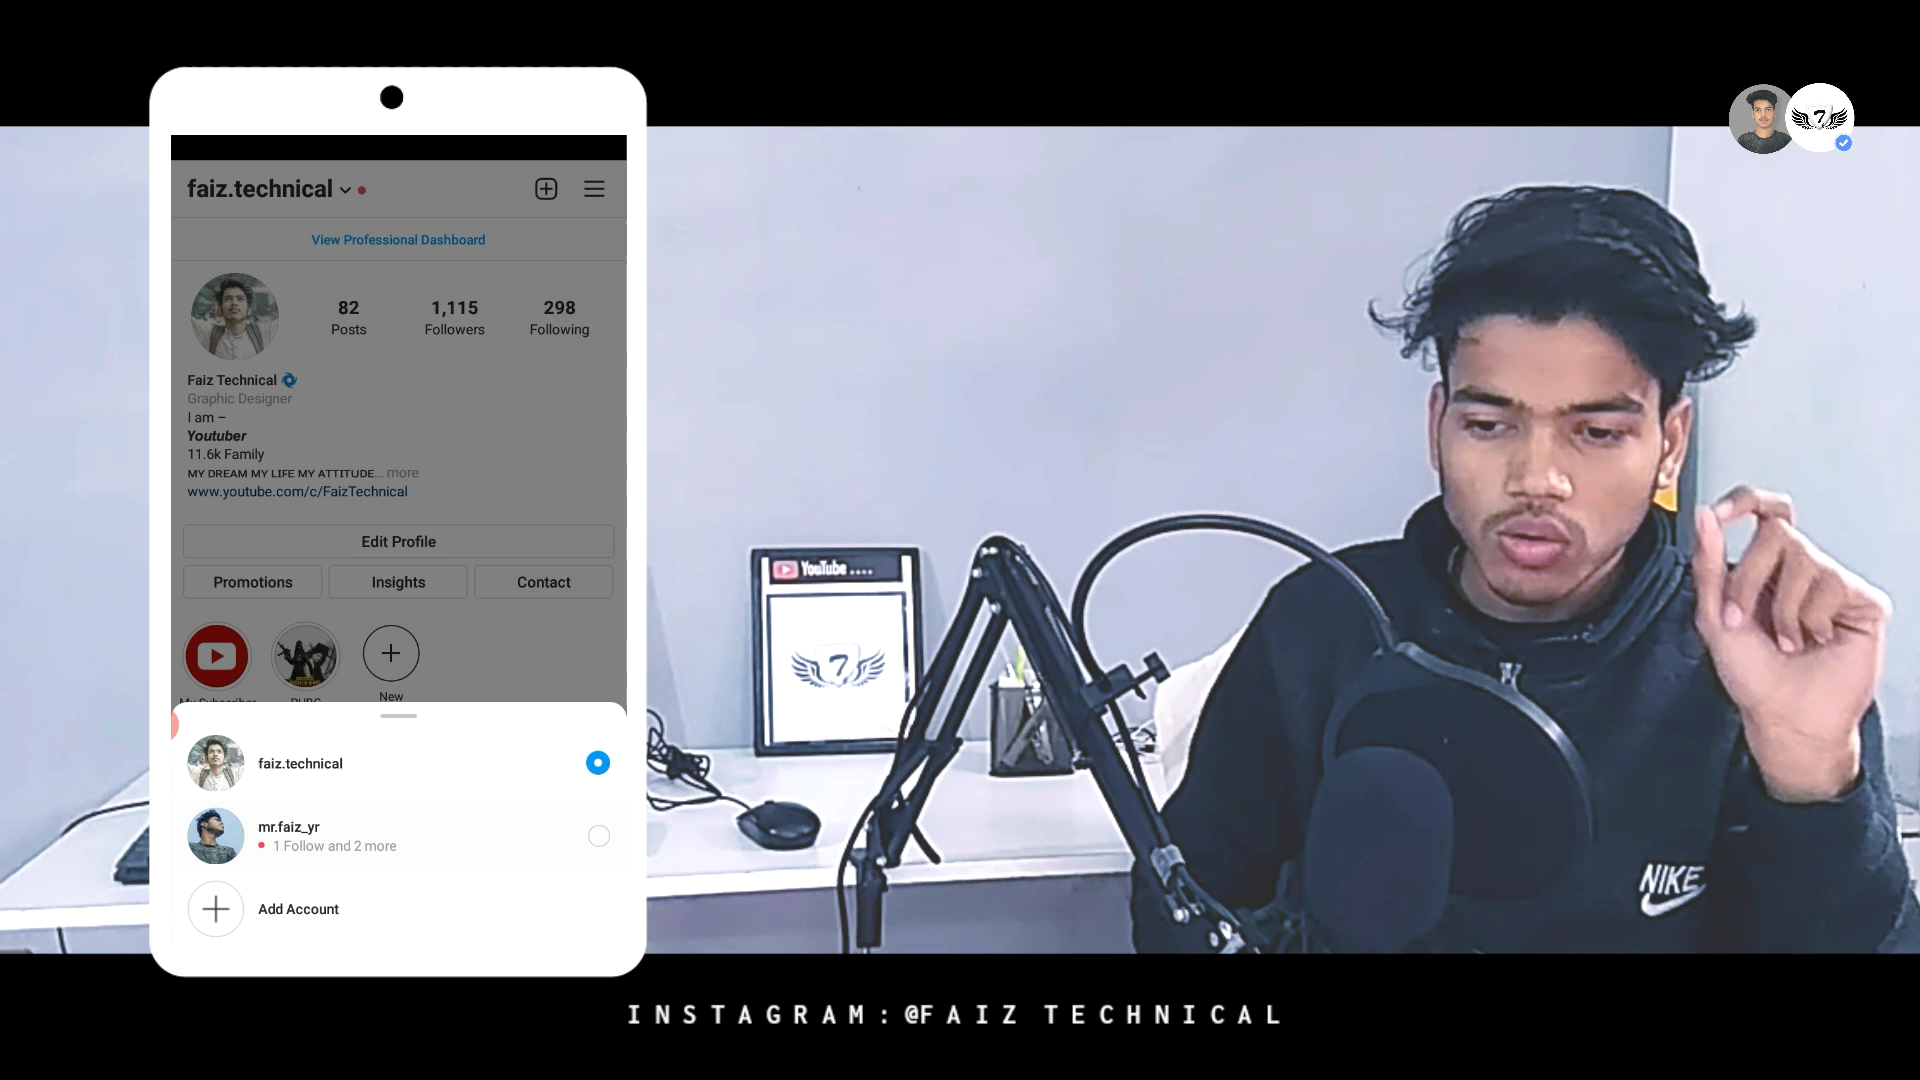 faiz.technical
View Professional Dashboard
82
Posts
1,115
Followers
298
Following
Faiz Technical
Graphic Designer
I am –
Youtuber
11.6k Family
MY DREAM MY LIFE MY ATTITUDE... more
www.youtube.com/c/FaizTechnical
Edit Profile
Promotions
Insights
Contact
New
faiz.technical
mr.faiz_yr
1 Follow and 2 more
Add Account
YouTube ....
7
7
NIKE
INSTAGRAM:@FAIZ TECHNICAL